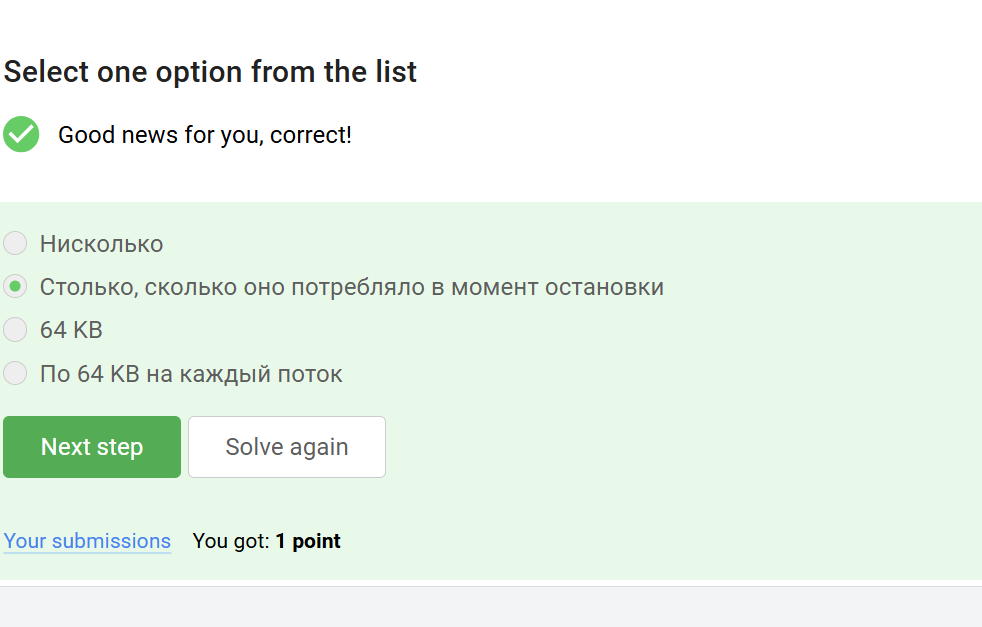 Select one option from the list
Good news for you, correct!
Нисколько
Столько, сколько оно потребляло в момент остановки
64 KB
По 64 KB на каждый поток
Next step
Solve again
Your submissions
You got: 1 point